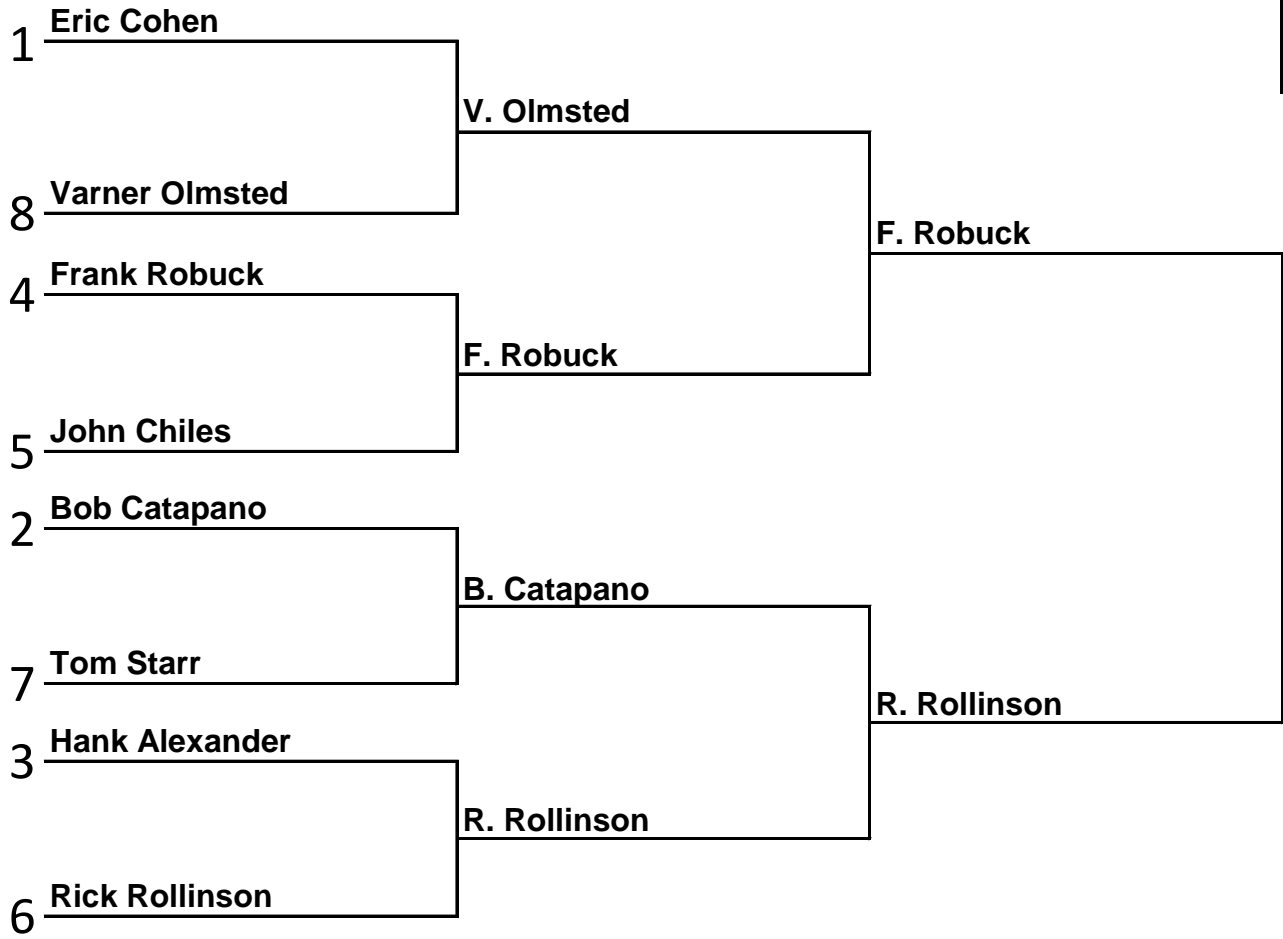 Eric Cohen
1
V. Olmsted
Varner Olmsted
8
F. Robuck
Frank Robuck
4
F. Robuck
John Chiles
5
Bob Catapano
2
B. Catapano
Tom Starr
7
R. Rollinson
Hank Alexander
3
R. Rollinson
Rick Rollinson
6